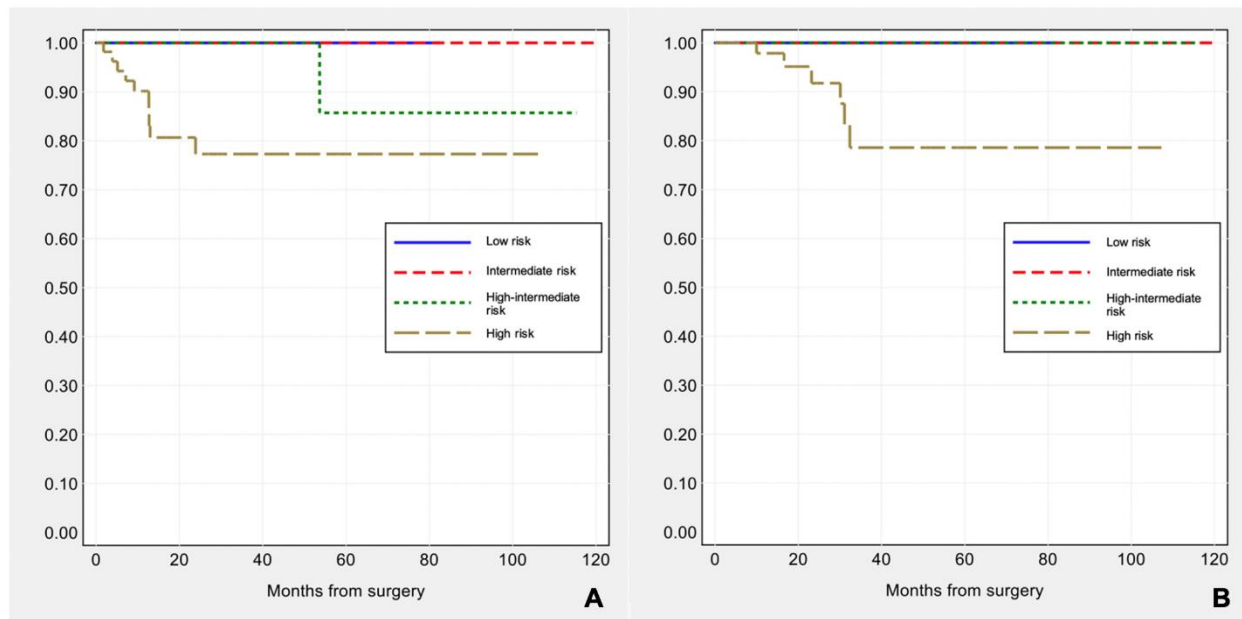 1.00
0.90
0.80
0.70
0.60
0.50
0.40
0.30
0.20
0.10
0.00
Low risk
Intermediate risk
High-intermediate
risk
High risk
0 20 40 60 80 100 120
Months from surgery
A
1.00
0.90
0.80
0.70
0.60
0.50
0.40
0.30
0.20
0.10
0.00
Low risk
Intermediate risk
High-intermediate
risk
High risk
0 20 40 60 80 100 120
Months from surgery
B